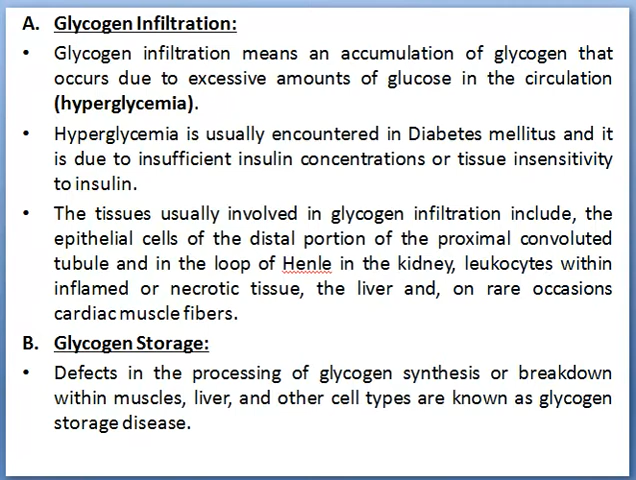 A. Glycogen Infiltration:
• Glycogen infiltration means an accumulation of glycogen that
occurs due to excessive amounts of glucose in the circulation
(hyperglycemia).
• Hyperglycemia is usually encountered in Diabetes mellitus and it
is due to insufficient insulin concentrations or tissue insensitivity
to insulin.
• The tissues usually involved in glycogen infiltration include, the
epithelial cells of the distal portion of the proximal convoluted
tubule and in the loop of Henle in the kidney, leukocytes within
inflamed or necrotic tissue, the liver and, on rare occasions
cardiac muscle fibers.
B. Glycogen Storage:
• Defects in the processing of glycogen synthesis or breakdown
within muscles, liver, and other cell types are known as glycogen
storage disease.